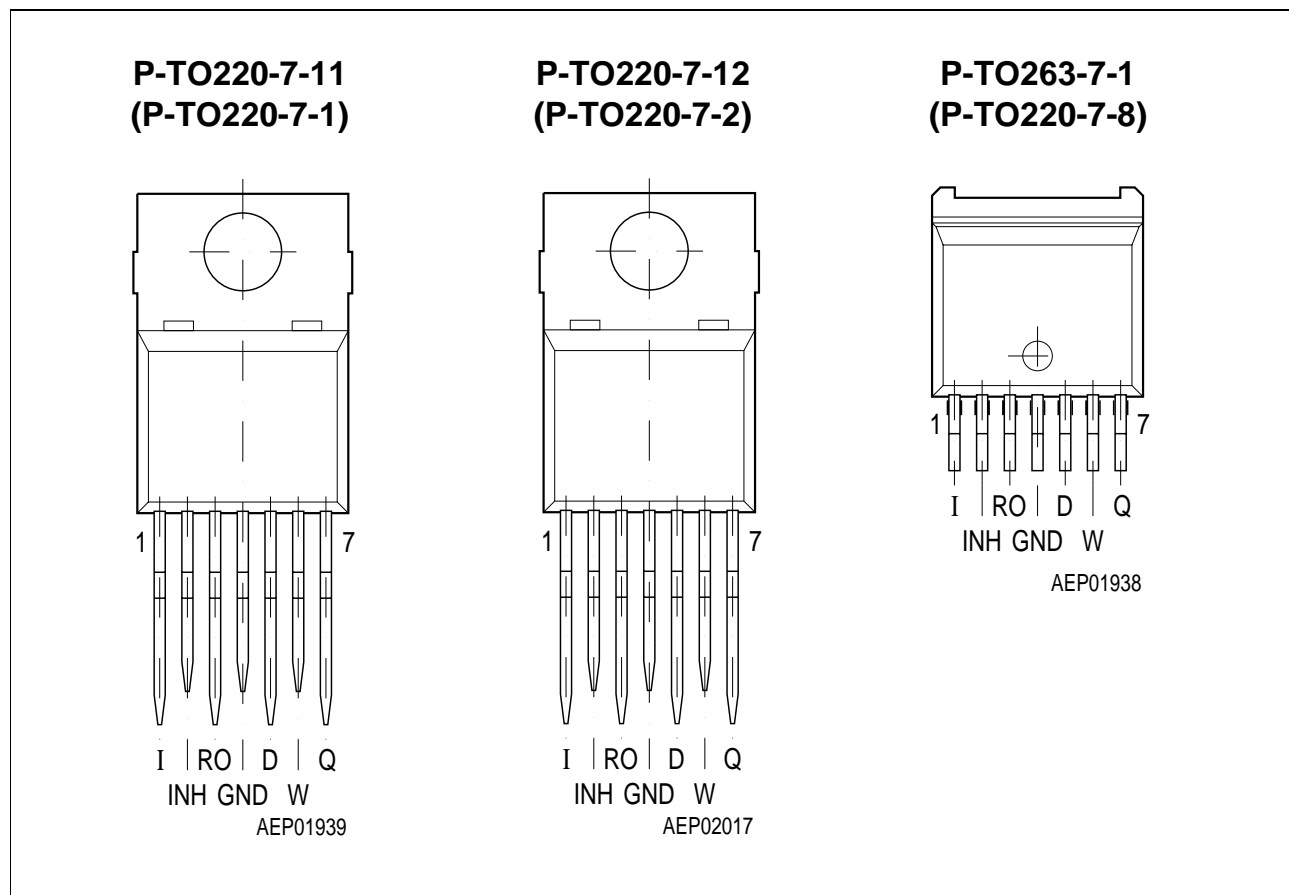 P-TO220-7-11
(P-TO220-7-1)
P-TO220-7-12
(P-TO220-7-2)
P-TO263-7-1
(P-TO220-7-8)
1 7
I RO D Q
INH GND W
AEP01939
1 7
I RO D Q
INH GND W
AEP02017
1 7
I RO D Q
INH GND W
AEP01938